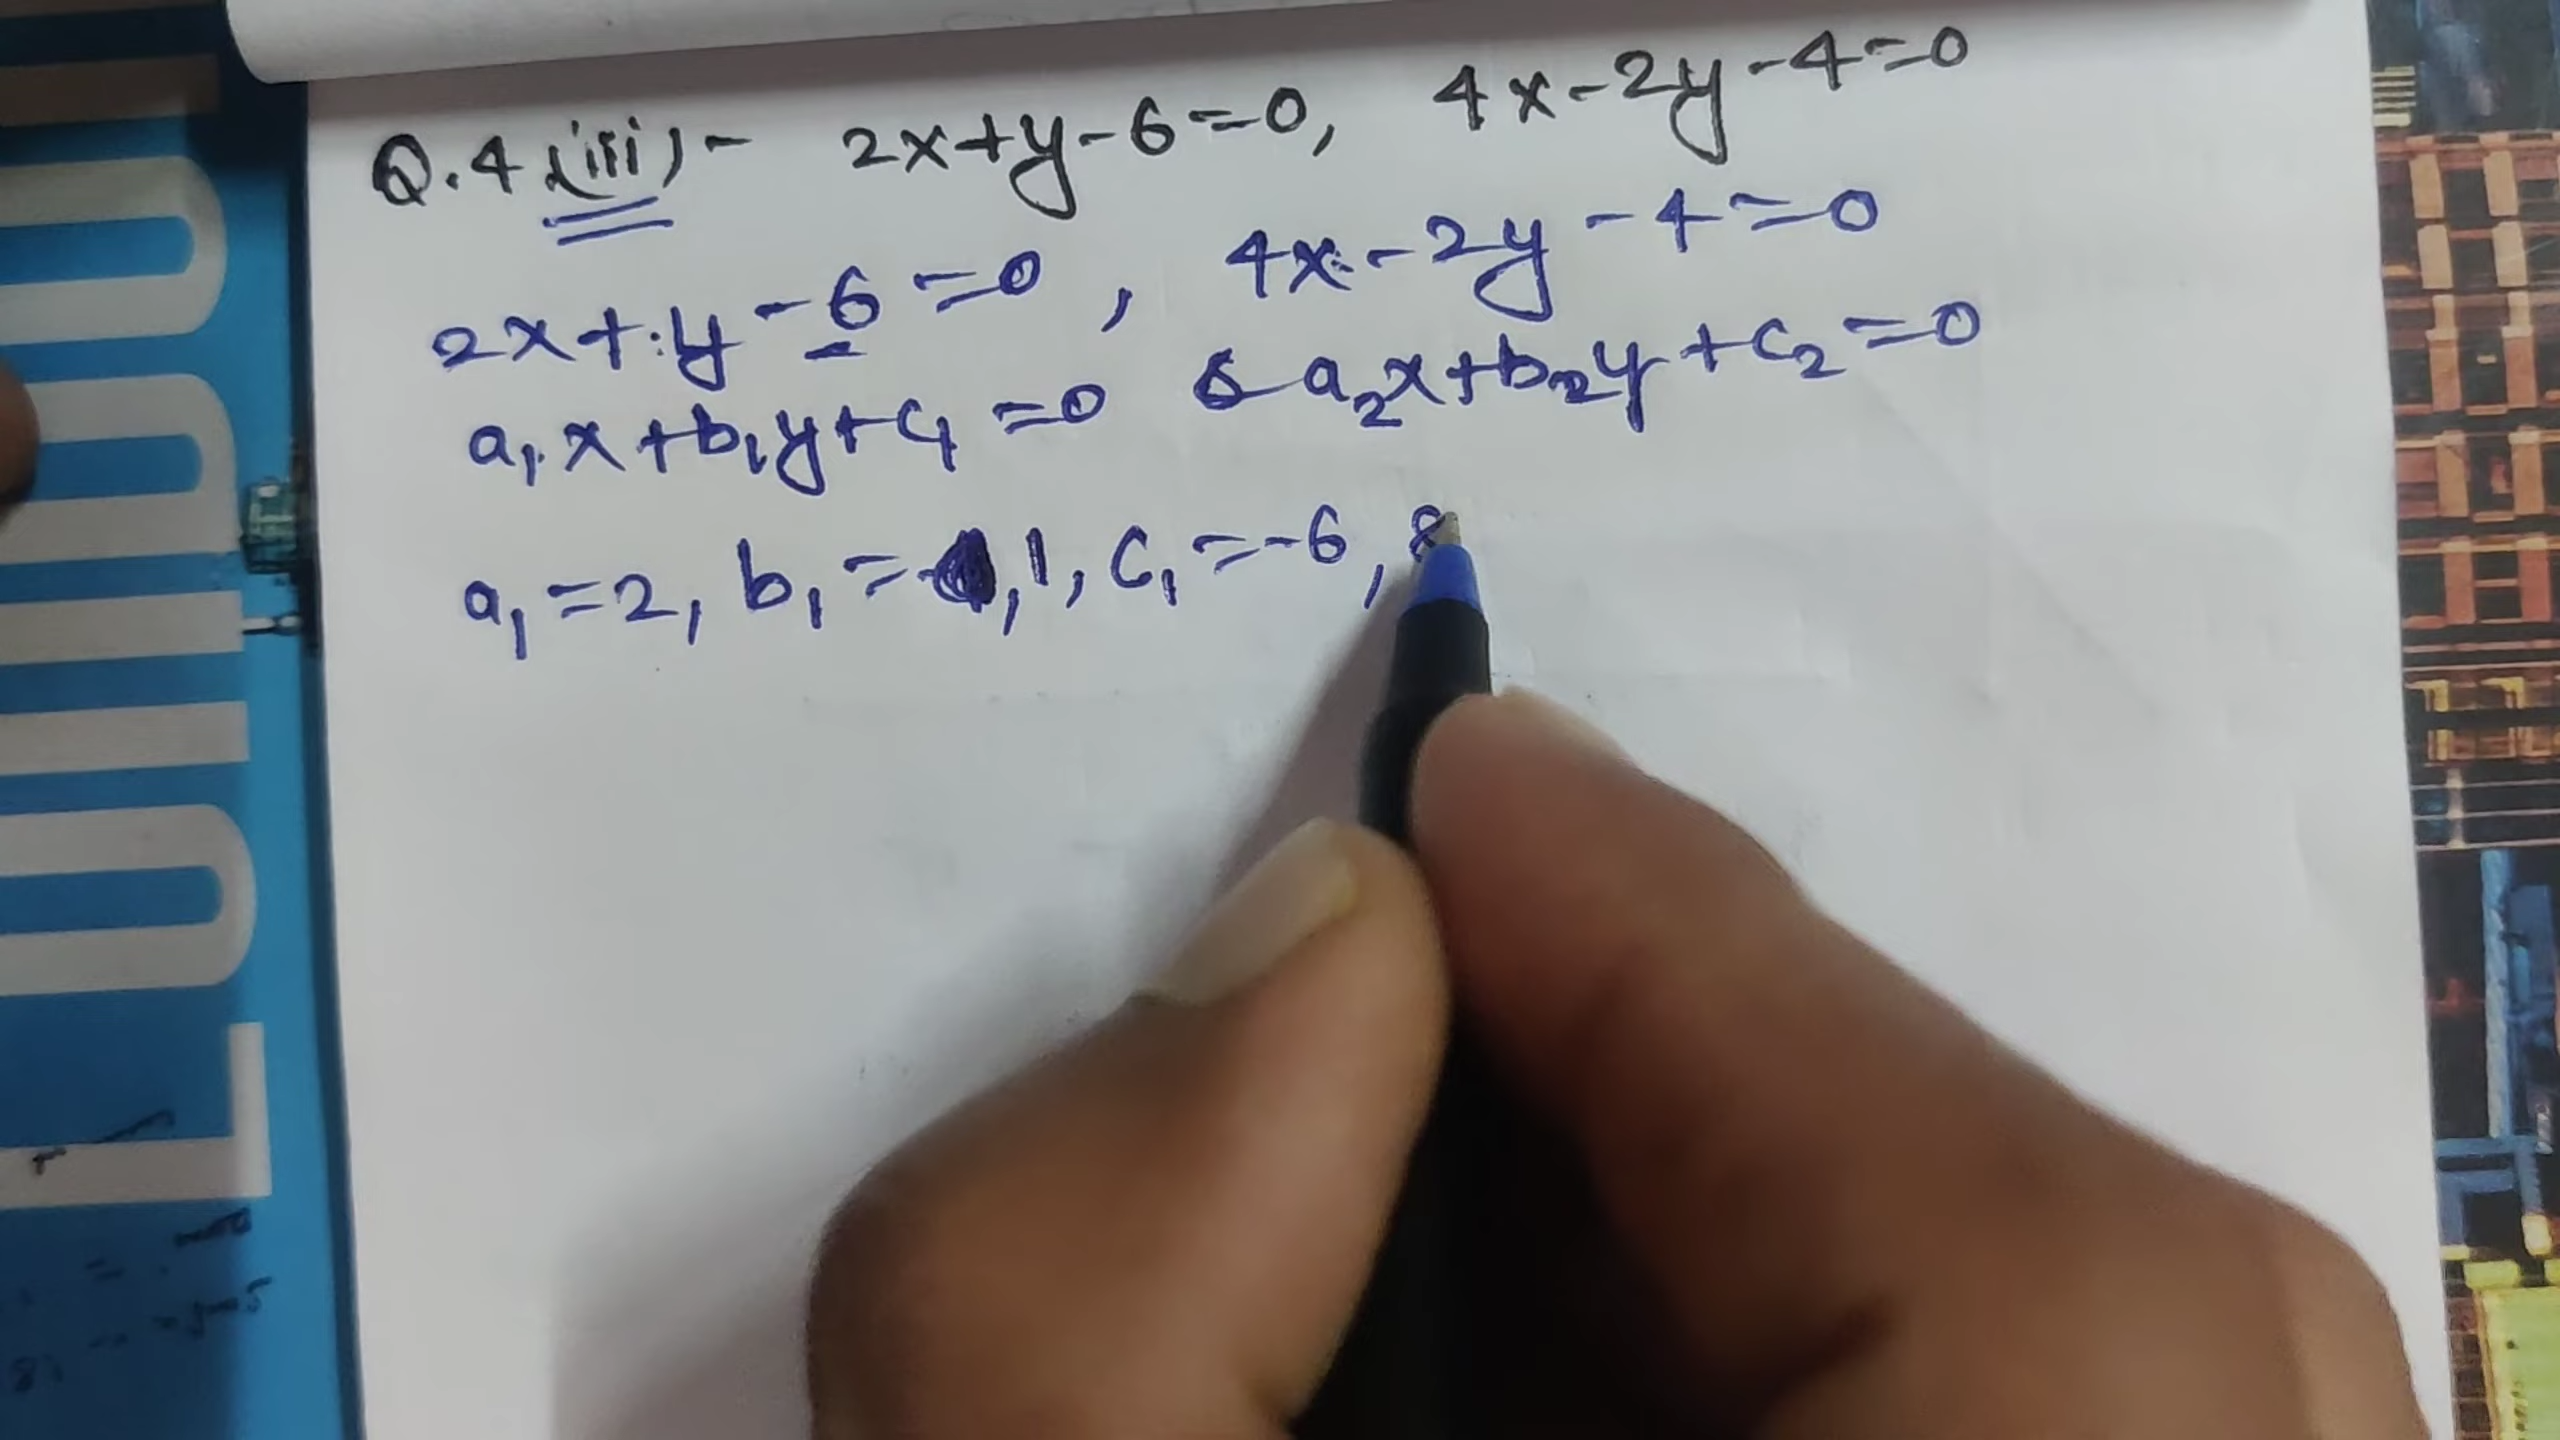 Q.4 (iii) - 2x+y-6=0, 4x-2y-4=0
2x+y-6=0, 4x-2y-4=0
a₁x+b₁y+c₁=0 & a₂x+b₂y+c₂=0
a₁=2, b₁= 1, c₁=-6, &